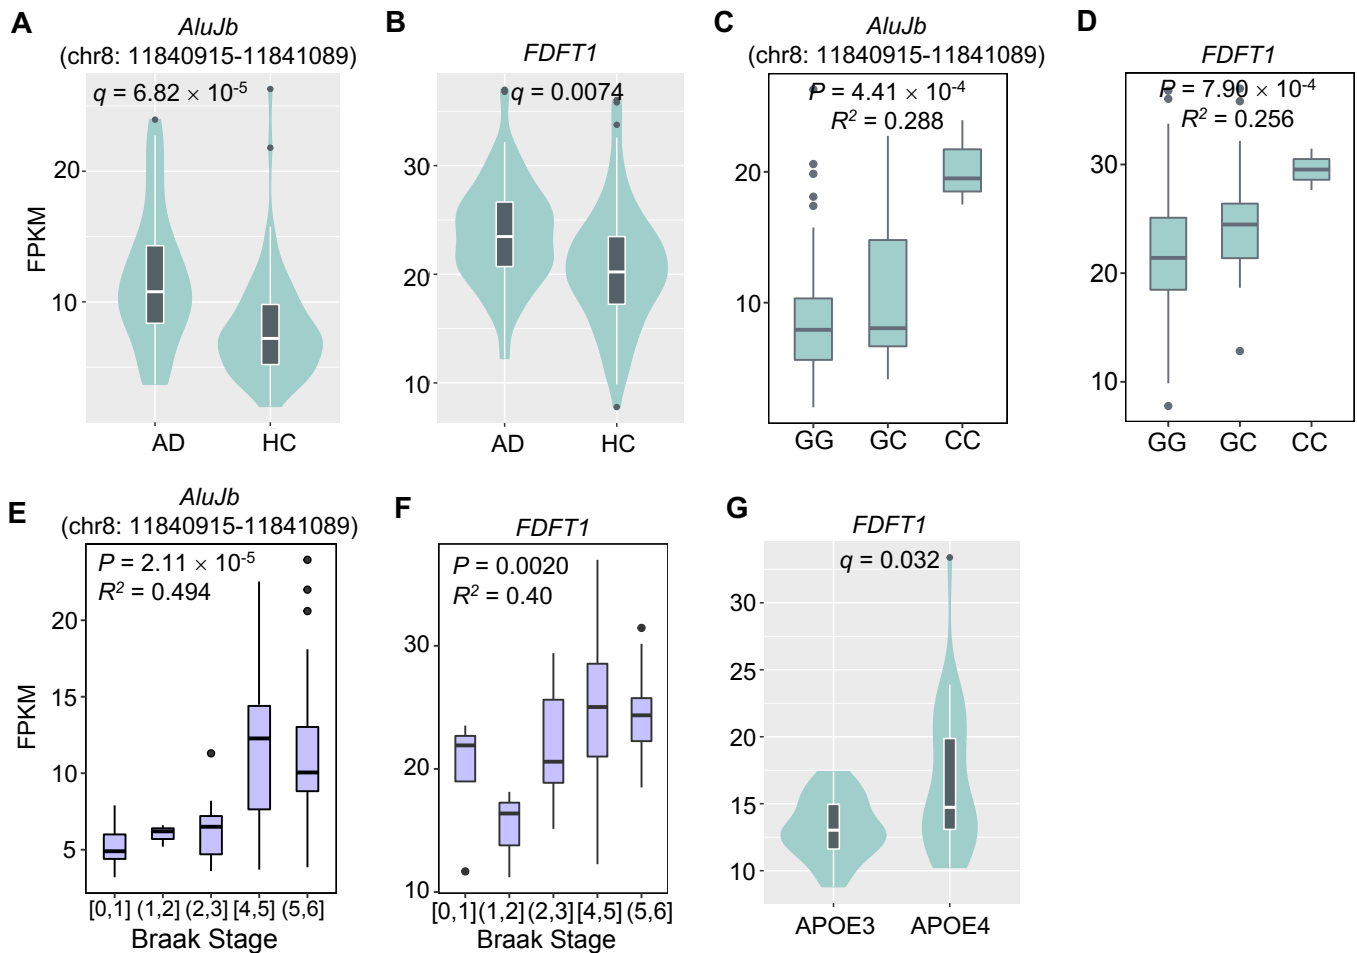 A
AluJb
(chr8: 11840915-11841089)
q = 6.82 × 10-5
FPKM
20
10
AD
HC
B
FDFT1
q = 0.0074
40
30
20
10
AD
HC
C
AluJb
(chr8: 11840915-11841089)
P = 4.41 × 10-4
R2 = 0.288
20
10
GG
GC
CC
D
FDFT1
P = 7.90 × 10-4
R2 = 0.256
30
20
10
GG
GC
CC
E
AluJb
(chr8: 11840915-11841089)
P = 2.11 × 10-5
R2 = 0.494
FPKM
20
15
10
5
[0,1] (1,2] (2,3] [4,5] (5,6]
Braak Stage
F
FDFT1
P = 0.0020
R2 = 0.40
30
20
10
[0,1] (1,2] (2,3] [4,5] (5,6]
Braak Stage
G
FDFT1
q = 0.032
30
25
20
15
10
APOE3
APOE4